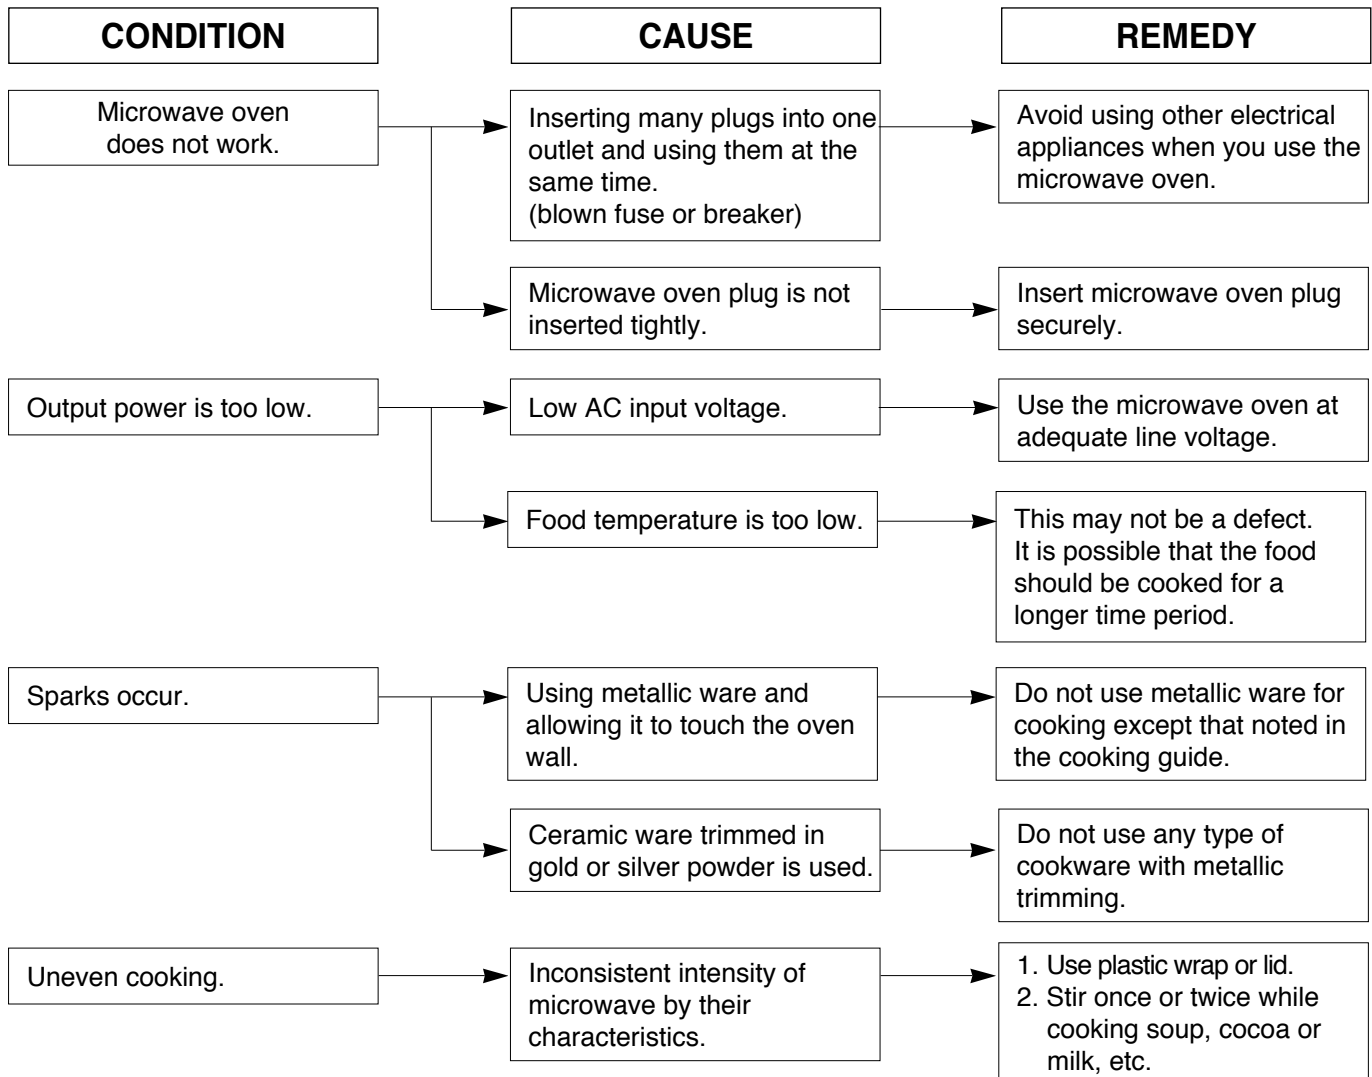 CONDITION
CAUSE
REMEDY
Microwave oven
does not work.
Inserting many plugs into one
outlet and using them at the
same time.
(blown fuse or breaker)
Avoid using other electrical
appliances when you use the
microwave oven.
Microwave oven plug is not
inserted tightly.
Insert microwave oven plug
securely.
Output power is too low.
Low AC input voltage.
Use the microwave oven at
adequate line voltage.
Food temperature is too low.
This may not be a defect.
It is possible that the food
should be cooked for a
longer time period.
Sparks occur.
Using metallic ware and
allowing it to touch the oven
wall.
Do not use metallic ware for
cooking except that noted in
the cooking guide.
Ceramic ware trimmed in
gold or silver powder is used.
Do not use any type of
cookware with metallic
trimming.
Uneven cooking.
Inconsistent intensity of
microwave by their
characteristics.
1. Use plastic wrap or lid.
2. Stir once or twice while
cooking soup, cocoa or
milk, etc.